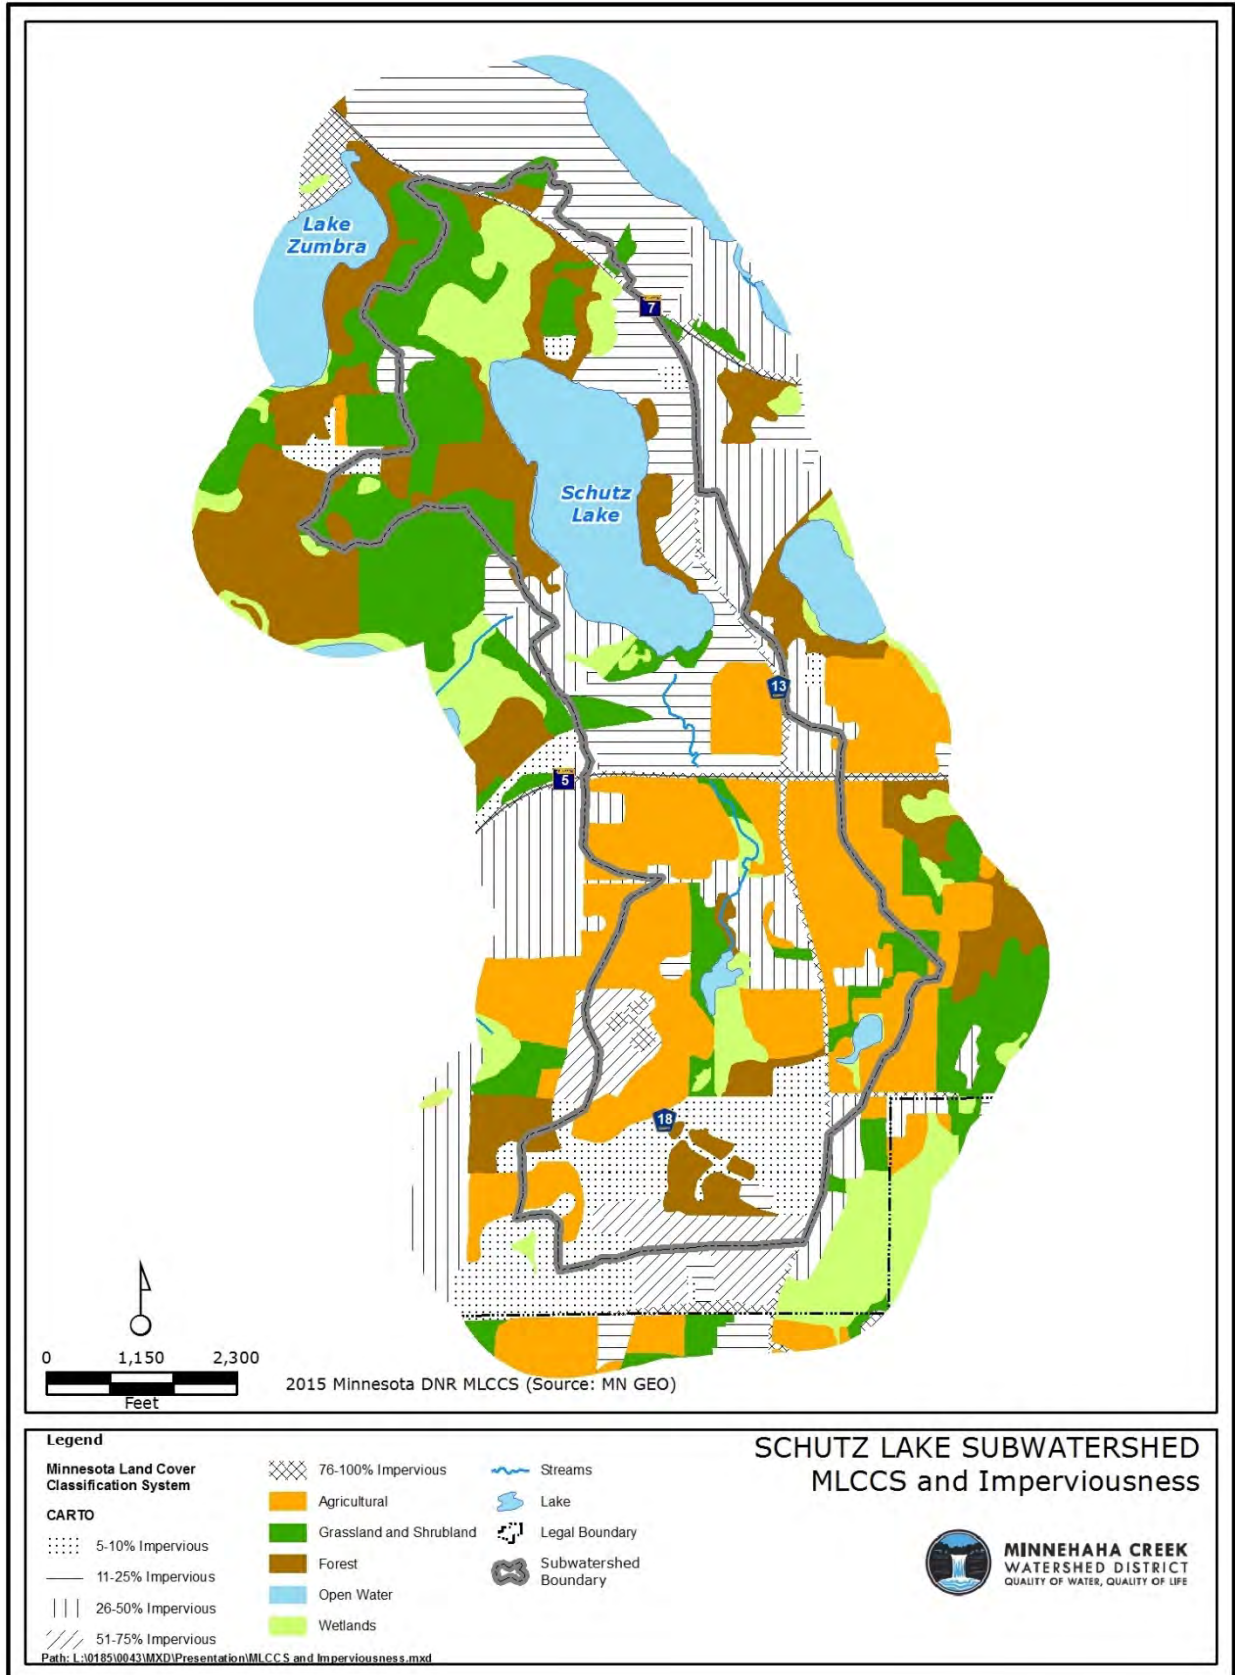 Lake
Zumbra
7
Schutz
Lake
13
5
18
0 1,150 2,300
Feet
2015 Minnesota DNR MLCCS (Source: MN GEO)
Legend
Minnesota Land Cover
Classification System
CARTO
5-10% Impervious
11-25% Impervious
26-50% Impervious
51-75% Impervious
76-100% Impervious
Agricultural
Grassland and Shrubland
Forest
Open Water
Wetlands
Streams
Lake
Legal Boundary
Subwatershed
Boundary
SCHUTZ LAKE SUBWATERSHED
MLCCS and Imperviousness
MINNEHAHA CREEK
WATERSHED DISTRICT
QUALITY OF WATER, QUALITY OF LIFE
Path: L:\0185\0043\MXD\Presentation\MLCCS and Imperviousness.mxd